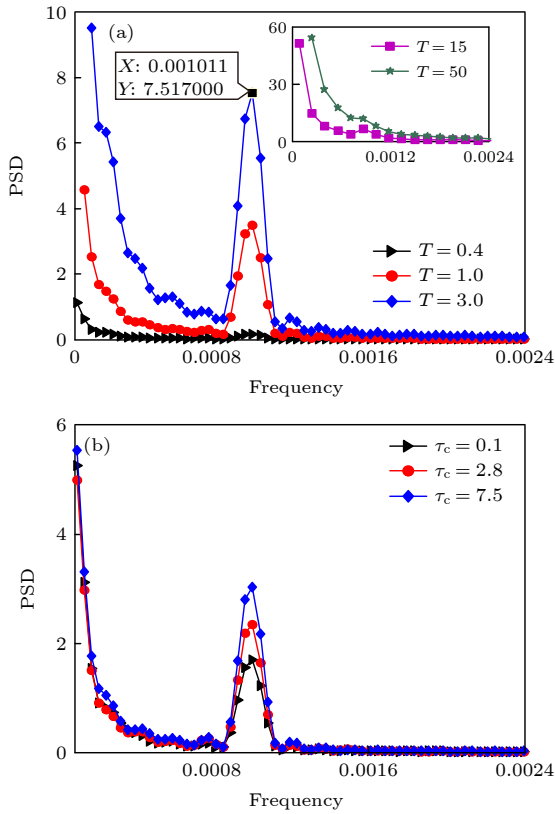 (a)
X: 0.001011
Y: 7.517000
10
8
6
4
2
0
PSD
0
0.0008
0.0016
0.0024
Frequency
T = 0.4
T = 1.0
T = 3.0
60
30
0
0
0.0012
0.0024
T = 15
T = 50
(b)
6
4
2
0
PSD
0.0008
0.0016
0.0024
Frequency
τc = 0.1
τc = 2.8
τc = 7.5